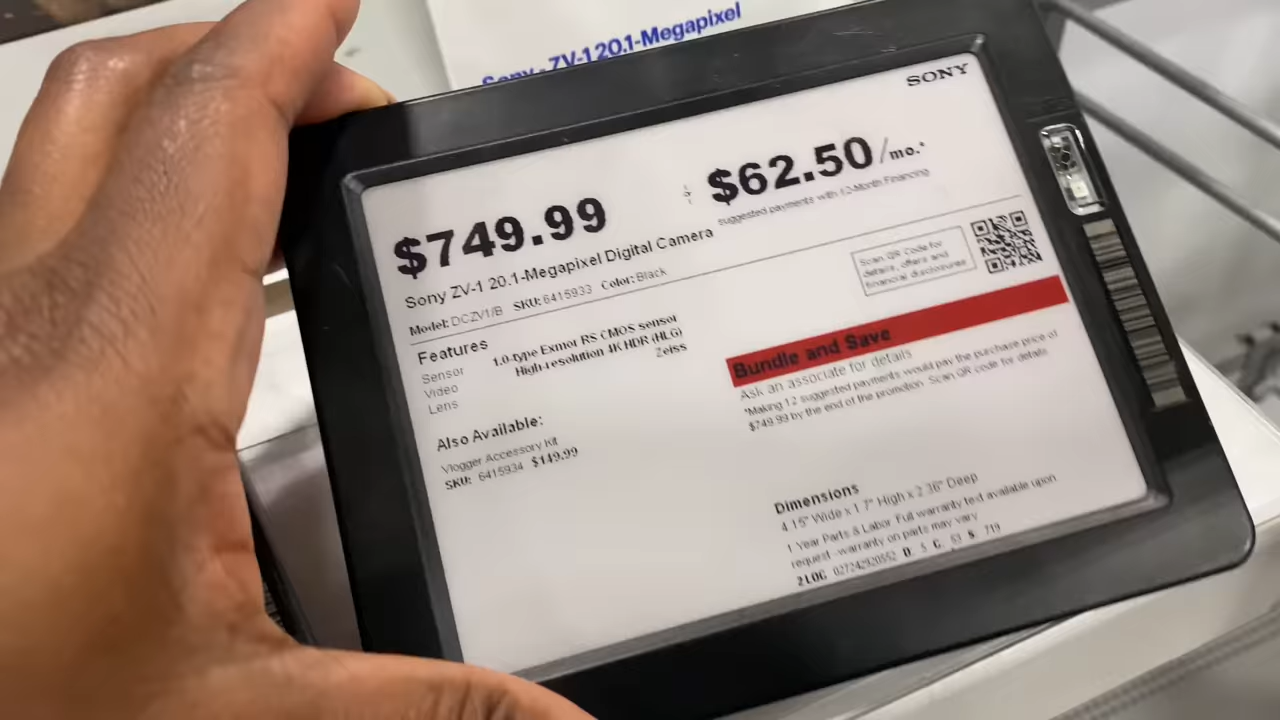 Sony - ZV-1 20.1-Megapixel
SONY
$749.99
$62.50/mo.*
suggested payments with 12-Month Financing
Sony ZV-1 20.1-Megapixel Digital Camera
Model: DCZV1/B SKU: 6415933 Color: Black
Scan QR Code for
details, offers and
financial disclosures
Features
Sensor 1.0-type Exmor RS CMOS sensor
Video High-resolution 4K HDR (HLG)
Lens Zeiss
Also Available:
Vlogger Accessory Kit
SKU: 6415934 $149.99
Bundle and Save
Ask an associate for details
*Making 12 suggested payments would pay the purchase price of
$749.99 by the end of the promotion. Scan QR code for details.
Dimensions
4.15" Wide x 1.7" High x 2.36" Deep
1 Year Parts & Labor. Full warranty text available upon
request - warranty on parts may vary
2LOG 027242920552 D. 5 G. 53 S. 719